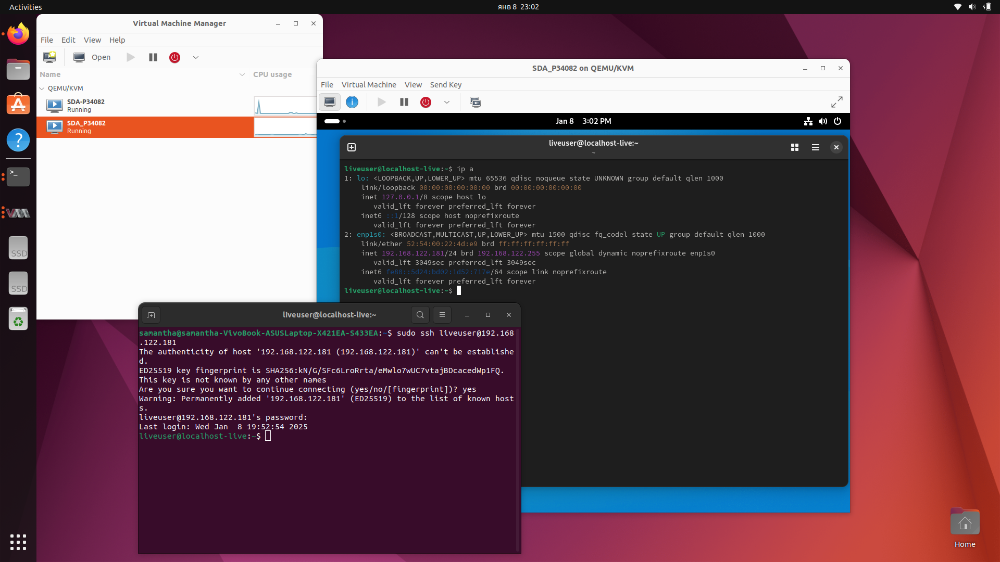 Activities
янв 8 23:02
Virtual Machine Manager
File Edit View Help
Open
Name CPU usage
QEMU/KVM
SDA-P34082
Running
SDA_P34082
Running
SDA_P34082 on QEMU/KVM
File Virtual Machine View Send Key
Jan 8 3:02 PM
liveuser@localhost-live:~
~
liveuser@localhost-live:~$ ip a
1: lo: <LOOPBACK,UP,LOWER_UP> mtu 65536 qdisc noqueue state UNKNOWN group default qlen 1000
link/loopback 00:00:00:00:00:00 brd 00:00:00:00:00:00
inet 127.0.0.1/8 scope host lo
valid_lft forever preferred_lft forever
inet6 ::1/128 scope host noprefixroute
valid_lft forever preferred_lft forever
2: enp1s0: <BROADCAST,MULTICAST,UP,LOWER_UP> mtu 1500 qdisc fq_codel state UP group default qlen 1000
link/ether 52:54:00:22:4d:e9 brd ff:ff:ff:ff:ff:ff
inet 192.168.122.181/24 brd 192.168.122.255 scope global dynamic noprefixroute enp1s0
valid_lft 3049sec preferred_lft 3049sec
inet6 fe80::5d24:bd02:1d52:717e/64 scope link noprefixroute
valid_lft forever preferred_lft forever
liveuser@localhost-live:~$
liveuser@localhost-live:~
samantha@samantha-VivoBook-ASUSLaptop-X421EA-S433EA:~$ sudo ssh liveuser@192.168
.122.181
The authenticity of host '192.168.122.181 (192.168.122.181)' can't be establishe
d.
ED25519 key fingerprint is SHA256:kN/G/SFc6LroRrta/eMwlo7wUC7vtajBDcacedWp1FQ.
This key is not known by any other names
Are you sure you want to continue connecting (yes/no/[fingerprint])? yes
Warning: Permanently added '192.168.122.181' (ED25519) to the list of known host
s.
liveuser@192.168.122.181's password:
Last login: Wed Jan  8 19:52:54 2025
liveuser@localhost-live:~$
SSD
SSD
Home